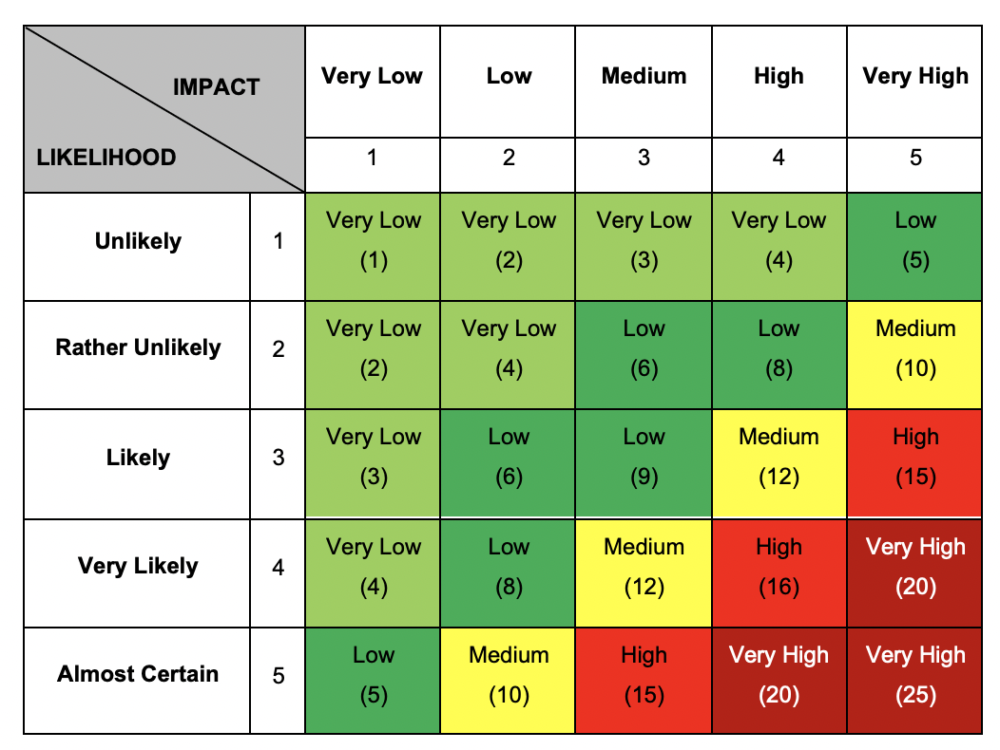 IMPACT
LIKELIHOOD
Very Low Low Medium High Very High
1 2 3 4 5
Unlikely 1
Very Low Very Low Very Low Very Low Low
(1) (2) (3) (4) (5)
Rather Unlikely 2
Very Low Very Low Low Low Medium
(2) (4) (6) (8) (10)
Likely 3
Very Low Low Low Medium High
(3) (6) (9) (12) (15)
Very Likely 4
Very Low Low Medium High Very High
(4) (8) (12) (16) (20)
Almost Certain 5
Low Medium High Very High Very High
(5) (10) (15) (20) (25)